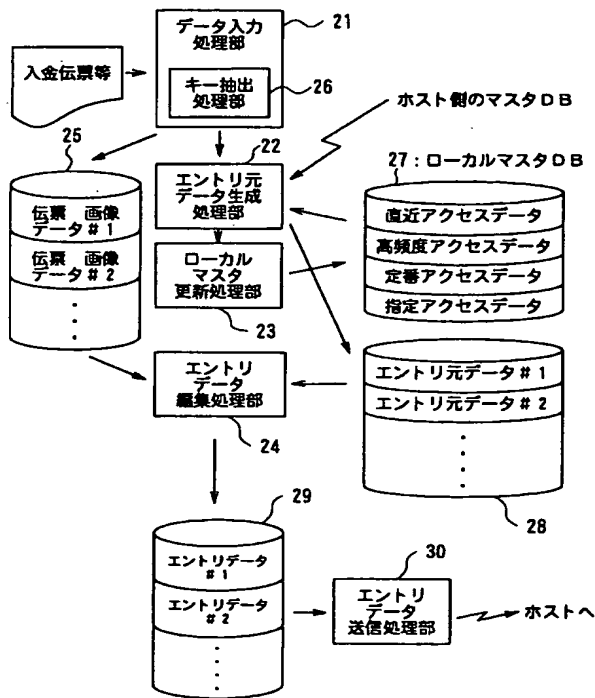 データ入力
処理部
21
入金伝票等
キー抽出
処理部
26
ホスト側のマスタDB
25
22
27:ローカルマスタDB
エントリ元
データ生成
処理部
伝票 画像
データ#1
伝票 画像
データ#2
・
・
・
直近アクセスデータ
高頻度アクセスデータ
定番アクセスデータ
指定アクセスデータ
ローカル
マスタ
更新処理部
23
エントリ
データ
編集処理部
24
エントリ元データ#1
エントリ元データ#2
・
・
・
・
28
29
エントリデータ
#1
エントリデータ
#2
・
・
・
・
30
エントリ
データ
送信処理部
ホストへ